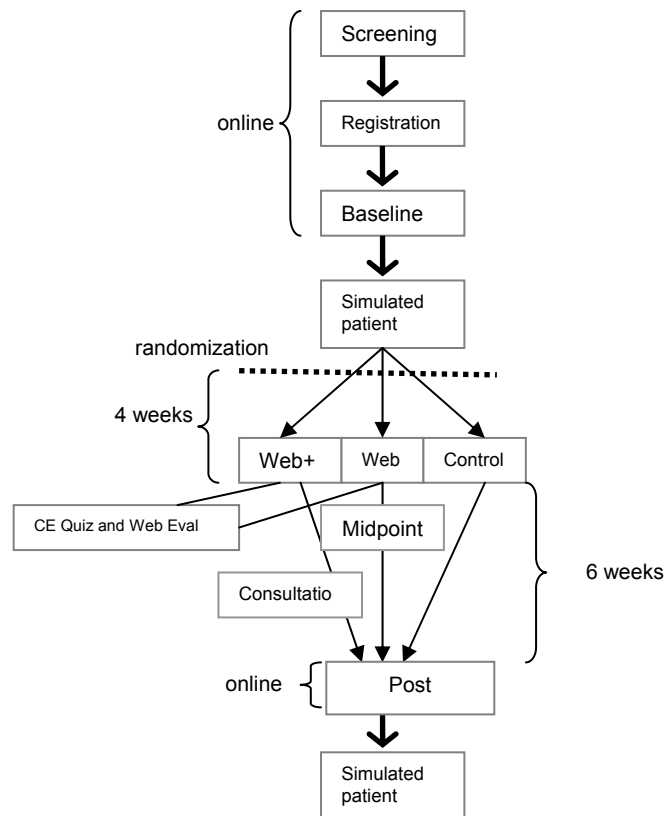 Screening
online
Registration
Baseline
Simulated
patient
randomization
4 weeks
Web+
Web
Control
CE Quiz and Web Eval
Midpoint
6 weeks
Consultatio
online
Post
Simulated
patient